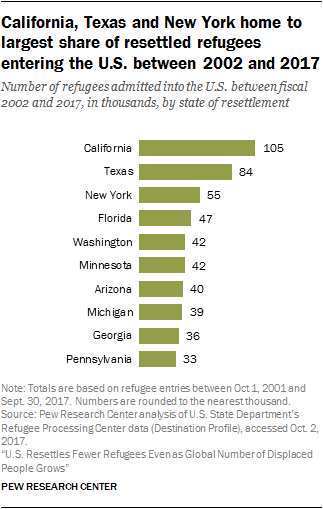 California, Texas and New York home to
largest share of resettled refugees
entering the U.S. between 2002 and 2017
Number of refugees admitted into the U.S. between fiscal
2002 and 2017, in thousands, by state of resettlement
California 105
Texas 84
New York 55
Florida 47
Washington 42
Minnesota 42
Arizona 40
Michigan 39
Georgia 36
Pennsylvania 33
Note: Totals are based on refugee entries between Oct 1, 2001 and
Sept. 30, 2017. Numbers are rounded to the nearest thousand.
Source: Pew Research Center analysis of U.S. State Department's
Refugee Processing Center data (Destination Profile), accessed Oct. 2,
2017.
"U.S. Resettles Fewer Refugees Even as Global Number of Displaced
People Grows"
PEW RESEARCH CENTER